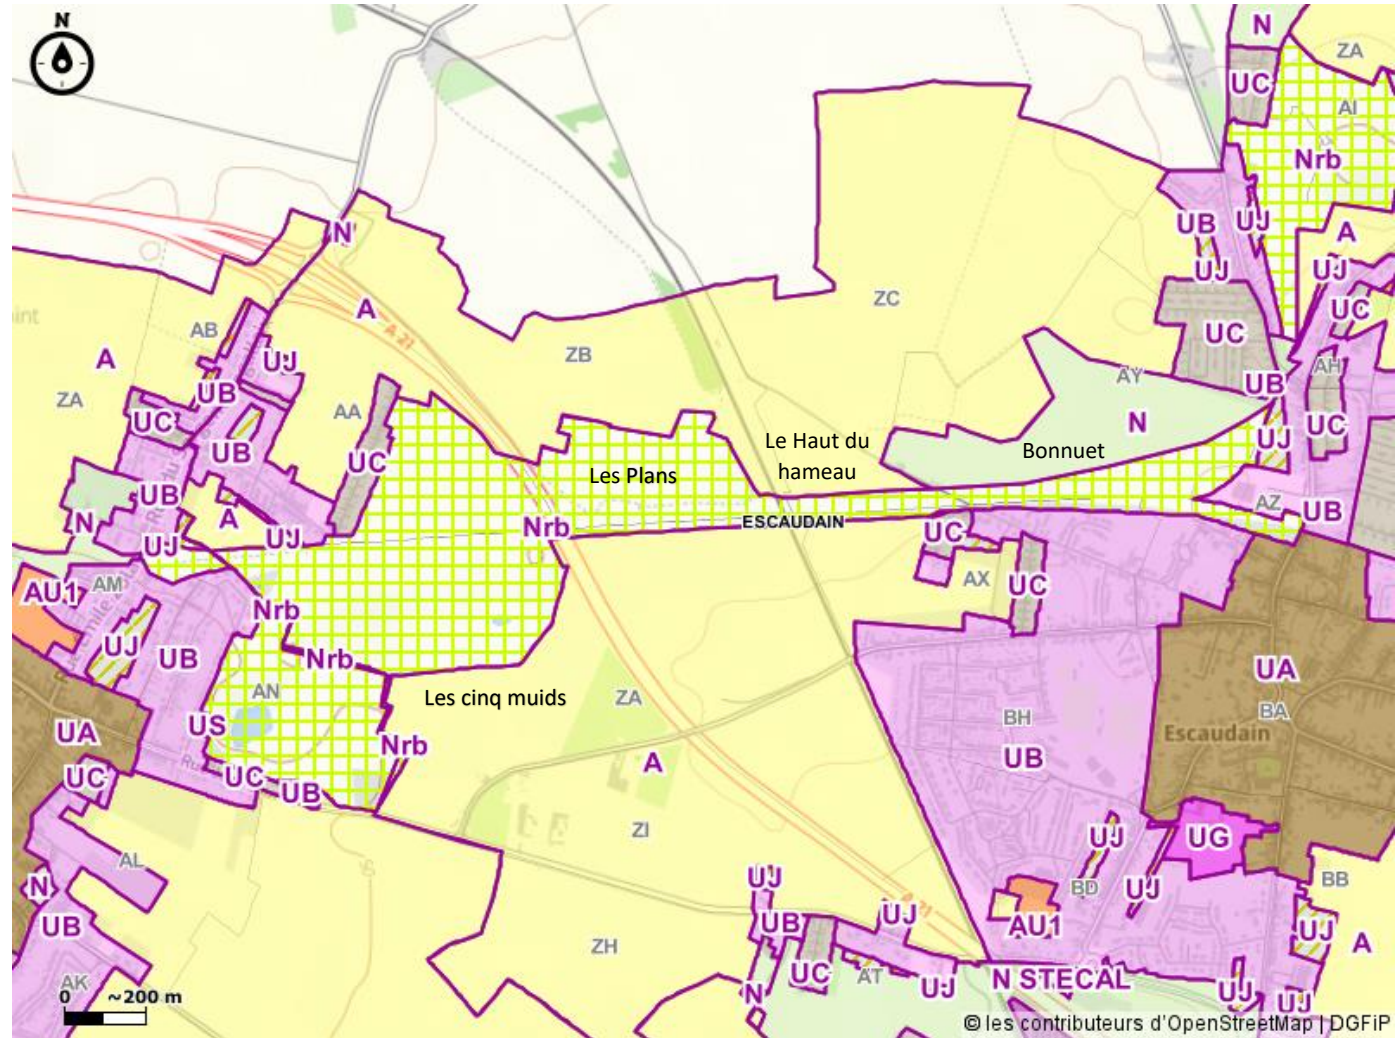 N
N
ZA
UC
AI
Nrb
UB
UJ
A
N
UJ
UJ
ZC
A
A 21
UC
UC
AB
ZB
UJ
A
AH
AY
UB
ZA
UB
AA
N
UC
UC
Le Haut du
hameau
UJ
UB
UC
Bonnuet
Les Plans
UB
A
AZ
UB
N
ESCAUDAIN
Nrb
UC
UJ
UJ
AX
UC
AM
AU1
Nrb
UJ
UB
Nrb
UA
AN
Les cinq muids
ZA
BH
BA
US
Escaudain
UA
Nrb
UB
A
UC
UC
UB
ZI
UJ
UG
AL
UJ
BD
UJ
BB
N
A 21
UB
UJ
AU1
UJ
UB
ZH
A
UC
AT
AK
N
UJ
N STECAL
UJ
UJ
0 ~200 m
© les contributeurs d'OpenStreetMap | DGFiP